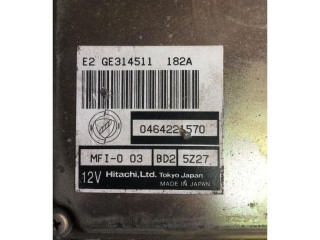 E2 GE314511 182A
0464221570
MFI-0 03 BD2 5Z27
12V Hitachi,Ltd. Tokyo Japan
MADE IN JAPAN